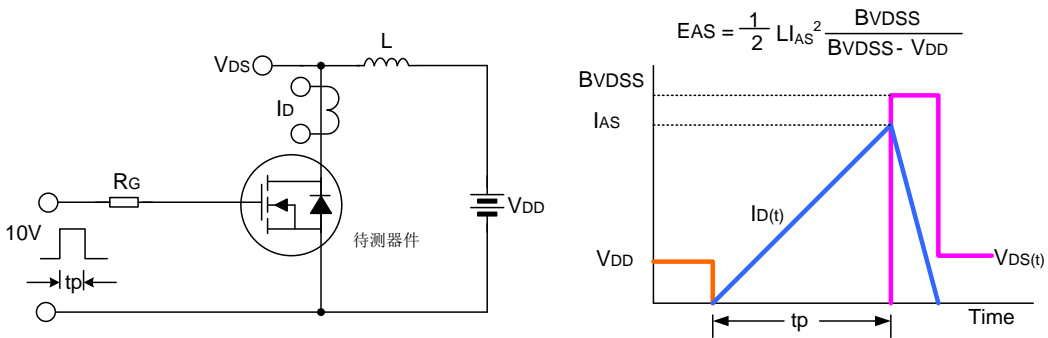 VDS
L
ID
RG
10V
tp
VDD
待测器件
EAS = 1/2 LIAS² BVDSS / (BVDSS - VDD)
BVDSS
IAS
ID(t)
VDD
VDS(t)
tp
Time